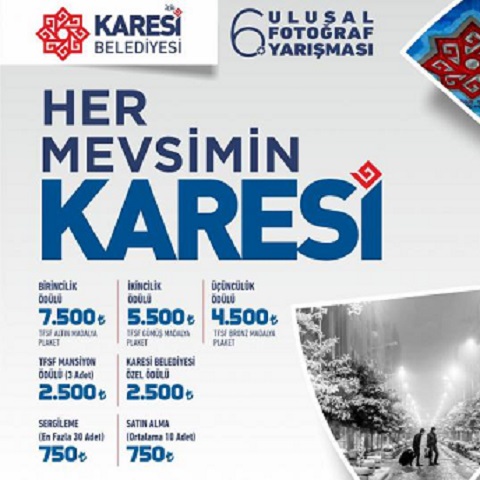 KARESİ
BELEDİYESİ
6. ULUSAL
FOTOĞRAF
YARIŞMASI
HER
MEVSİMİN
KARESİ
BİRİNCİLİK
ÖDÜLÜ
7.500₺
TFSF ALTIN MADALYA
PLAKET
İKİNCİLİK
ÖDÜLÜ
5.500₺
TFSF GÜMÜŞ MADALYA
PLAKET
ÜÇÜNCÜLÜK
ÖDÜLÜ
4.500₺
TFSF BRONZ MADALYA
PLAKET
TFSF MANSİYON
ÖDÜLÜ (3 Adet)
2.500₺
KARESİ BELEDİYESİ
ÖZEL ÖDÜLÜ
2.500₺
SERGİLEME
(En Fazla 30 Adet)
750₺
SATIN ALMA
(Ortalama 10 Adet)
750₺